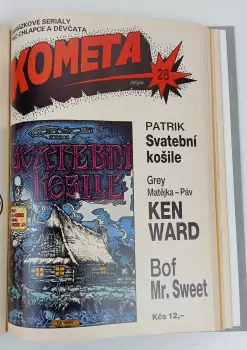 OBRÁZKOVÉ SERIÁLY
PRO CHLAPCE A DĚVČATA
KOMETA
28
PATRIK
Svatební
košile
Grey
Matějka – Páv
KEN
WARD
Bof
Mr. Sweet
Kčs 12,–
SVATEBNÍ
KOŠILE